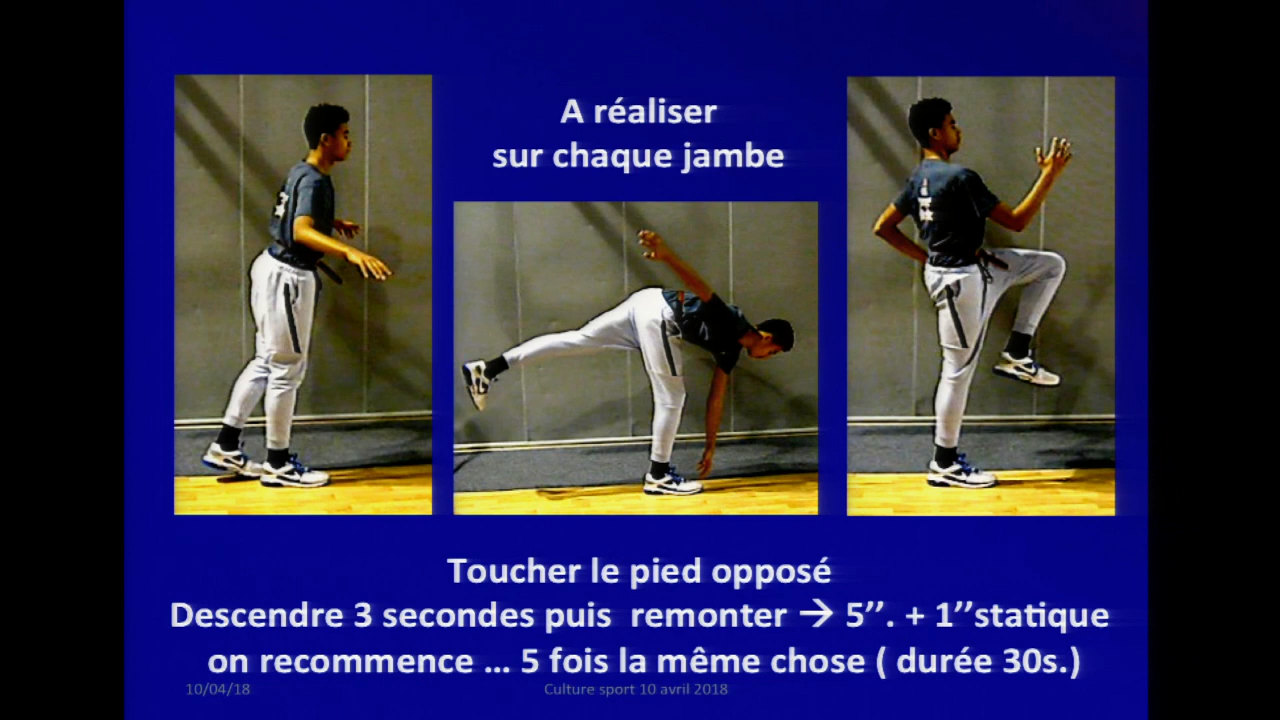 A réaliser
sur chaque jambe
Toucher le pied opposé
Descendre 3 secondes puis  remonter → 5’’. + 1’’statique
on recommence ... 5 fois la même chose ( durée 30s.)
10/04/18
Culture sport 10 avril 2018